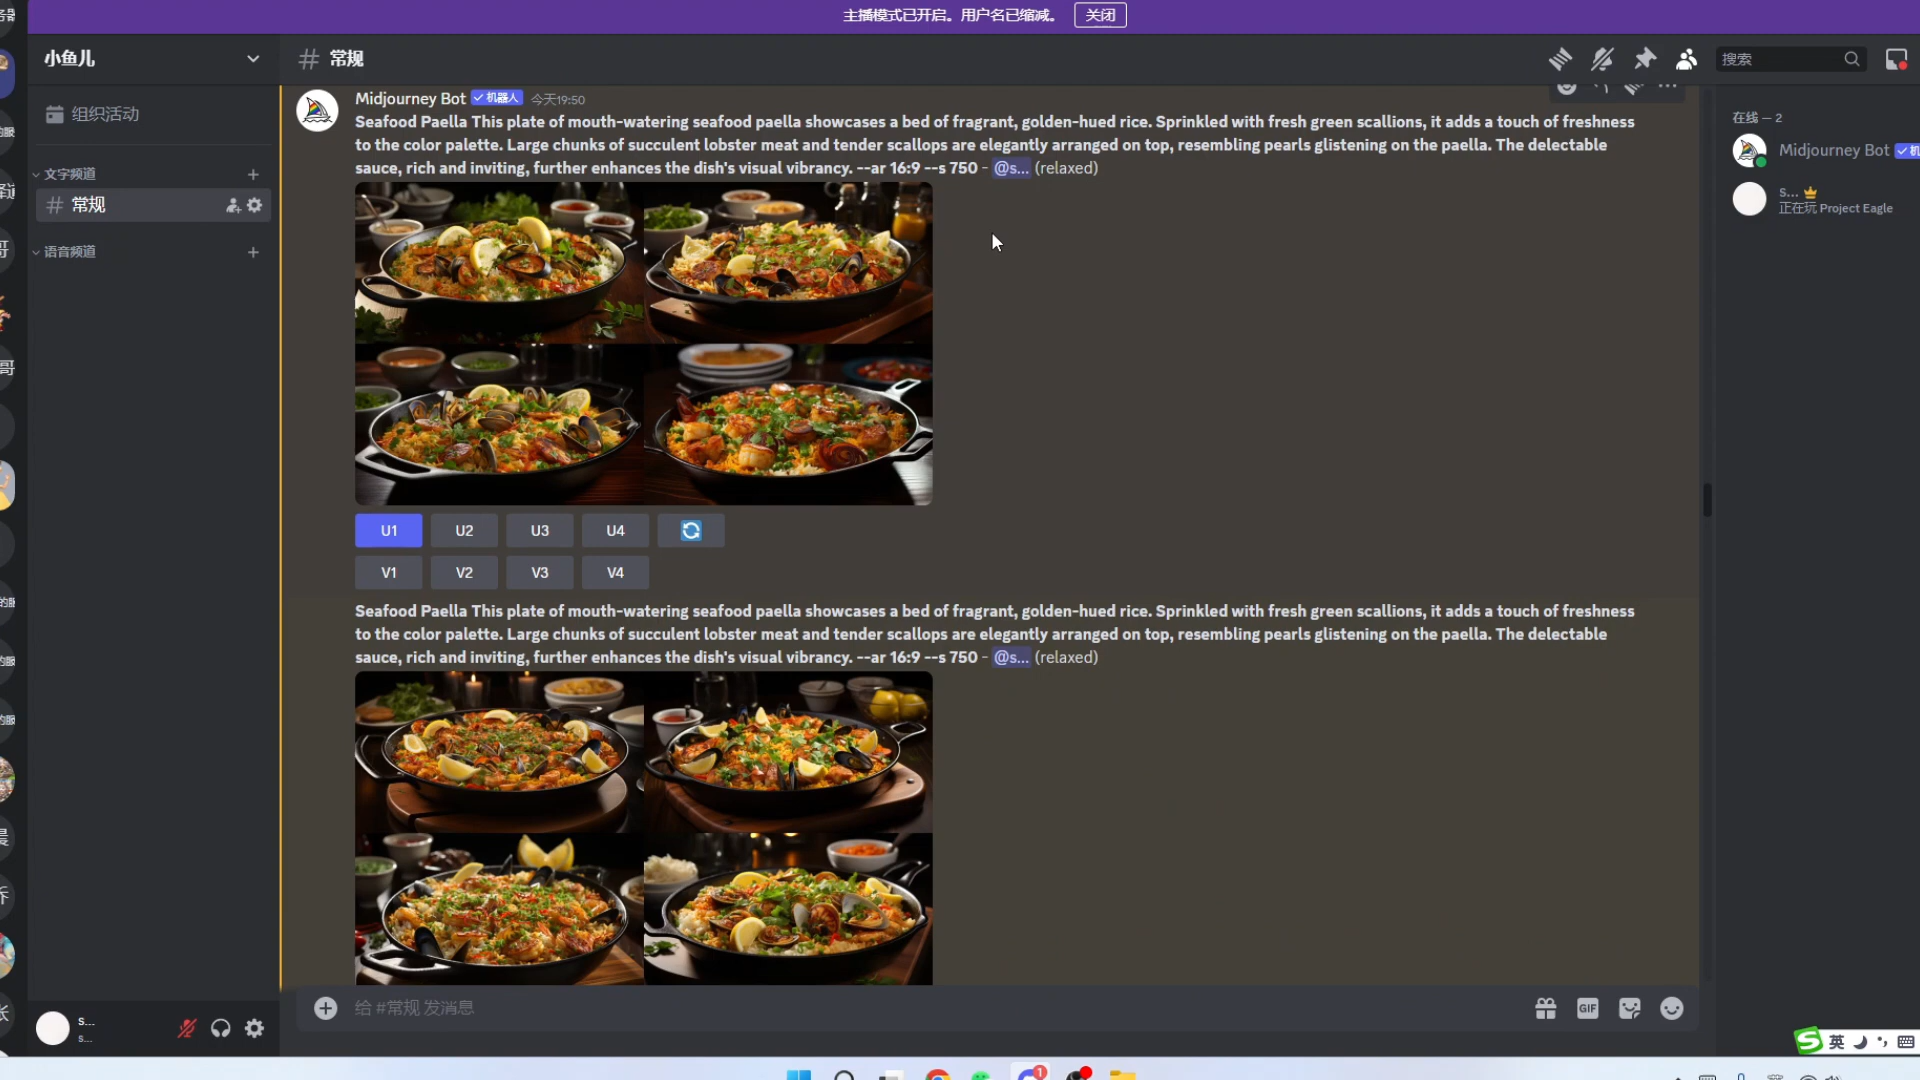 主播模式已开启。用户名已缩减。 关闭
小鱼儿
常规
搜索
组织活动
文字频道
常规
语音频道
Midjourney Bot 机器人 今天19:50
Seafood Paella This plate of mouth-watering seafood paella showcases a bed of fragrant, golden-hued rice. Sprinkled with fresh green scallions, it adds a touch of freshness
to the color palette. Large chunks of succulent lobster meat and tender scallops are elegantly arranged on top, resembling pearls glistening on the paella. The delectable
sauce, rich and inviting, further enhances the dish's visual vibrancy. --ar 16:9 --s 750 - @s... (relaxed)
U1 U2 U3 U4
V1 V2 V3 V4
Seafood Paella This plate of mouth-watering seafood paella showcases a bed of fragrant, golden-hued rice. Sprinkled with fresh green scallions, it adds a touch of freshness
to the color palette. Large chunks of succulent lobster meat and tender scallops are elegantly arranged on top, resembling pearls glistening on the paella. The delectable
sauce, rich and inviting, further enhances the dish's visual vibrancy. --ar 16:9 --s 750 - @s... (relaxed)
给 #常规 发消息
GIF
在线 — 2
Midjourney Bot 机
s...
正在玩 Project Eagle
s...
s...
英
1